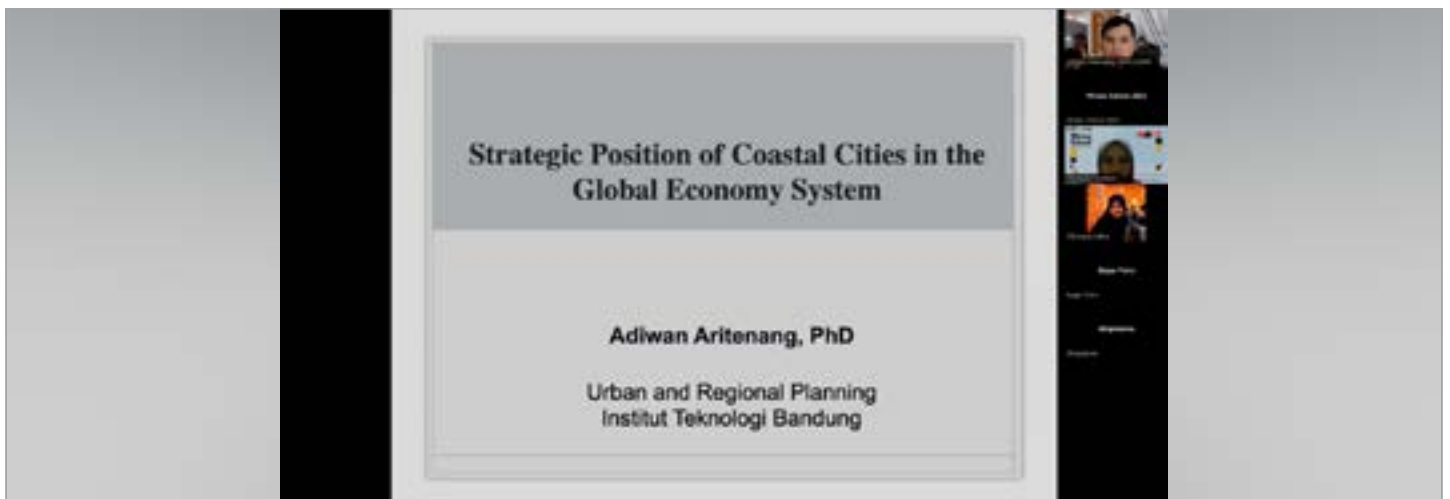 Strategic Position of Coastal Cities in the
Global Economy System
Adiwan Aritenang, PhD
Urban and Regional Planning
Institut Teknologi Bandung